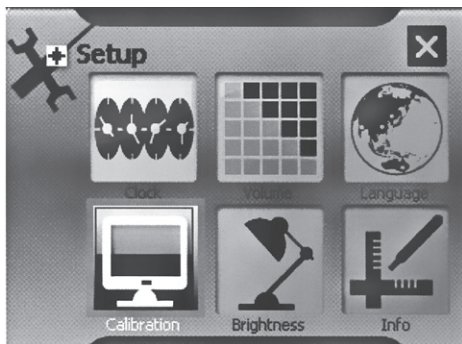 Setup
Clock
Volume
Language
Calibration
Brightness
Info